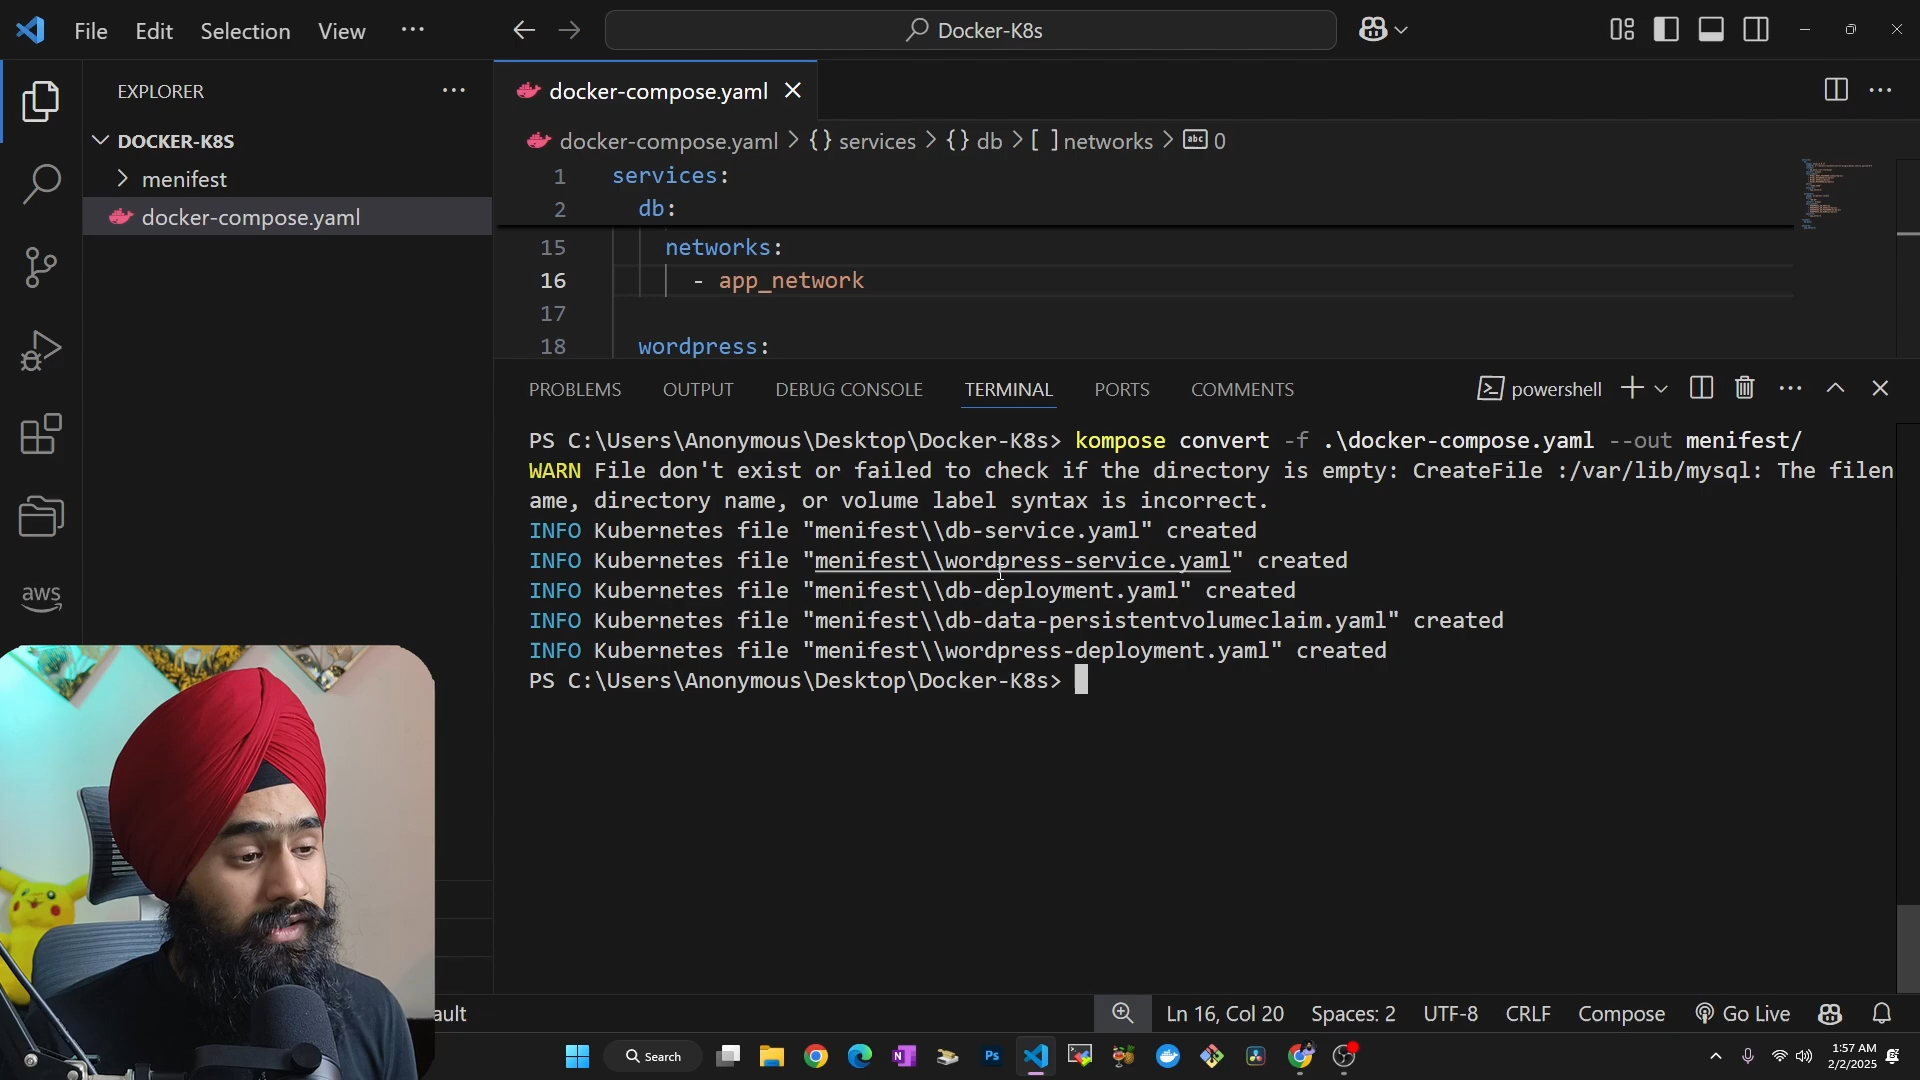 File Edit Selection View ···
Docker-K8s
EXPLORER
DOCKER-K8S
menifest
docker-compose.yaml
docker-compose.yaml
docker-compose.yaml > {} services > {} db > [ ] networks > abc 0
1 services:
2 db:
15 networks:
16 - app_network
17
18 wordpress:
PROBLEMS OUTPUT DEBUG CONSOLE TERMINAL PORTS COMMENTS
powershell
PS C:\Users\Anonymous\Desktop\Docker-K8s> kompose convert -f .\docker-compose.yaml --out menifest/
WARN File don't exist or failed to check if the directory is empty: CreateFile :/var/lib/mysql: The filen
ame, directory name, or volume label syntax is incorrect.
INFO Kubernetes file "menifest\\db-service.yaml" created
INFO Kubernetes file "menifest\\wordpress-service.yaml" created
INFO Kubernetes file "menifest\\db-deployment.yaml" created
INFO Kubernetes file "menifest\\db-data-persistentvolumeclaim.yaml" created
INFO Kubernetes file "menifest\\wordpress-deployment.yaml" created
PS C:\Users\Anonymous\Desktop\Docker-K8s>
aws
ault
Ln 16, Col 20 Spaces: 2 UTF-8 CRLF Compose Go Live
Search
Ps
1:57 AM
2/2/2025